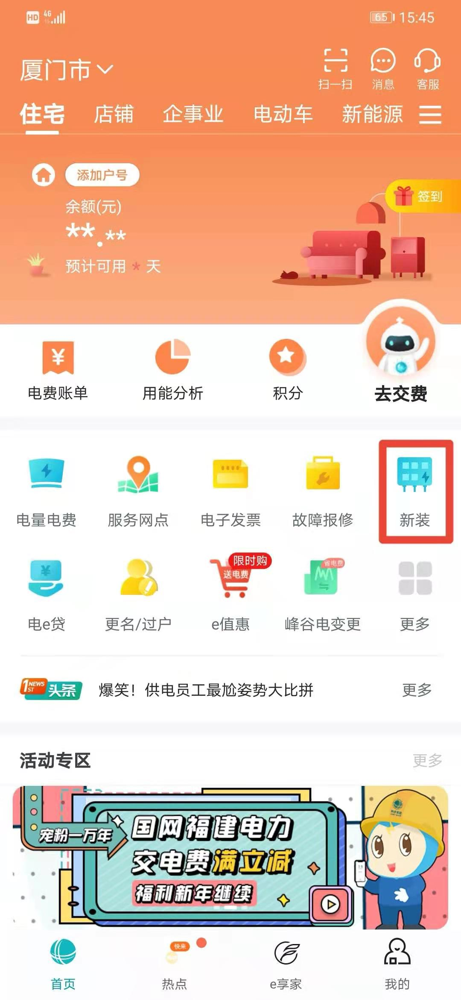 HD 4G 65 15:45
厦门市
扫一扫 消息 客服
住宅 店铺 企事业 电动车 新能源
添加户号
余额(元)
**.**
签到
预计可用 * 天
¥
电费账单 用能分析 积分 去交费
电量电费 服务网点 电子发票 故障报修 新装
¥
限时购
送电费
省电费
电e贷 更名/过户 e值惠 峰谷电变更 更多
1ST NEWS 头条 爆笑！供电员工最尬姿势大比拼 更多
活动专区 更多
宠粉一万年
国网福建电力
交电费满立减
福利新年继续
快来
首页 热点 e享家 我的